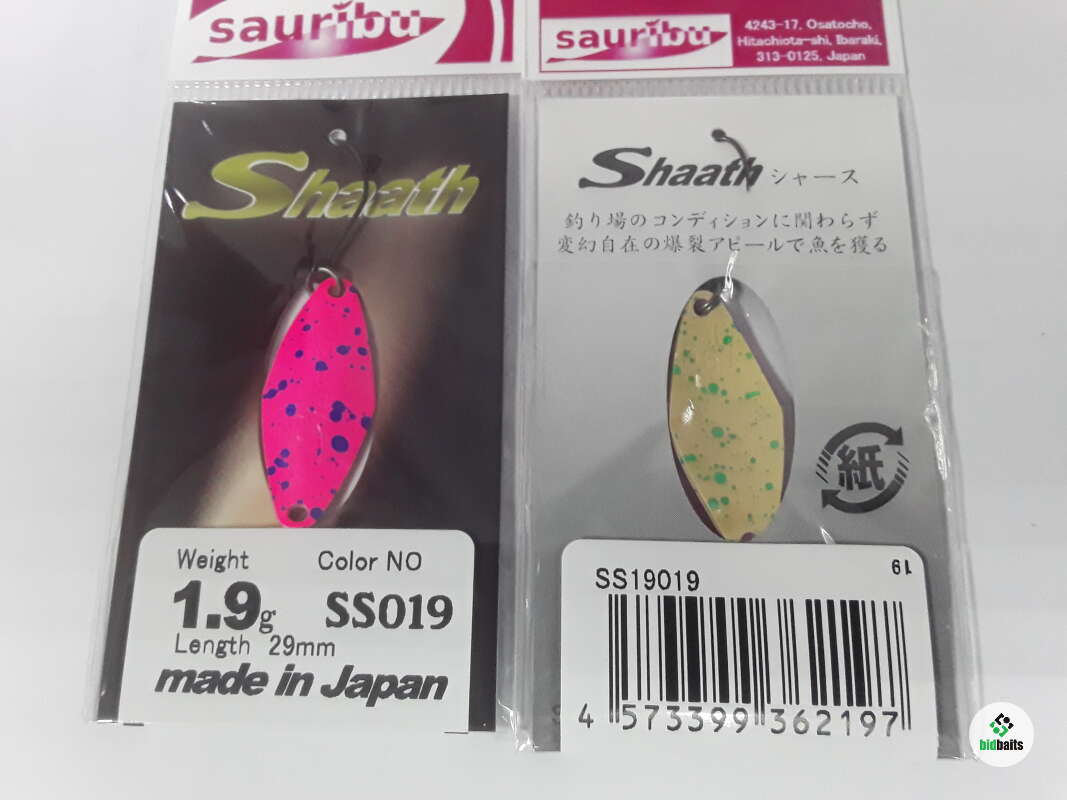 sauribu
Shaath
Weight Color NO
1.9g SS019
Length 29mm
made in Japan
sauribu
4243-17, Osatocho,
Hitachiota-shi, Ibaraki,
313-0125, Japan
Shaath シャース
釣り場のコンディションに関わらず
変幻自在の爆裂アピールで魚を獲る
紙
SS19019
19
4 573399 362197
bidbaits